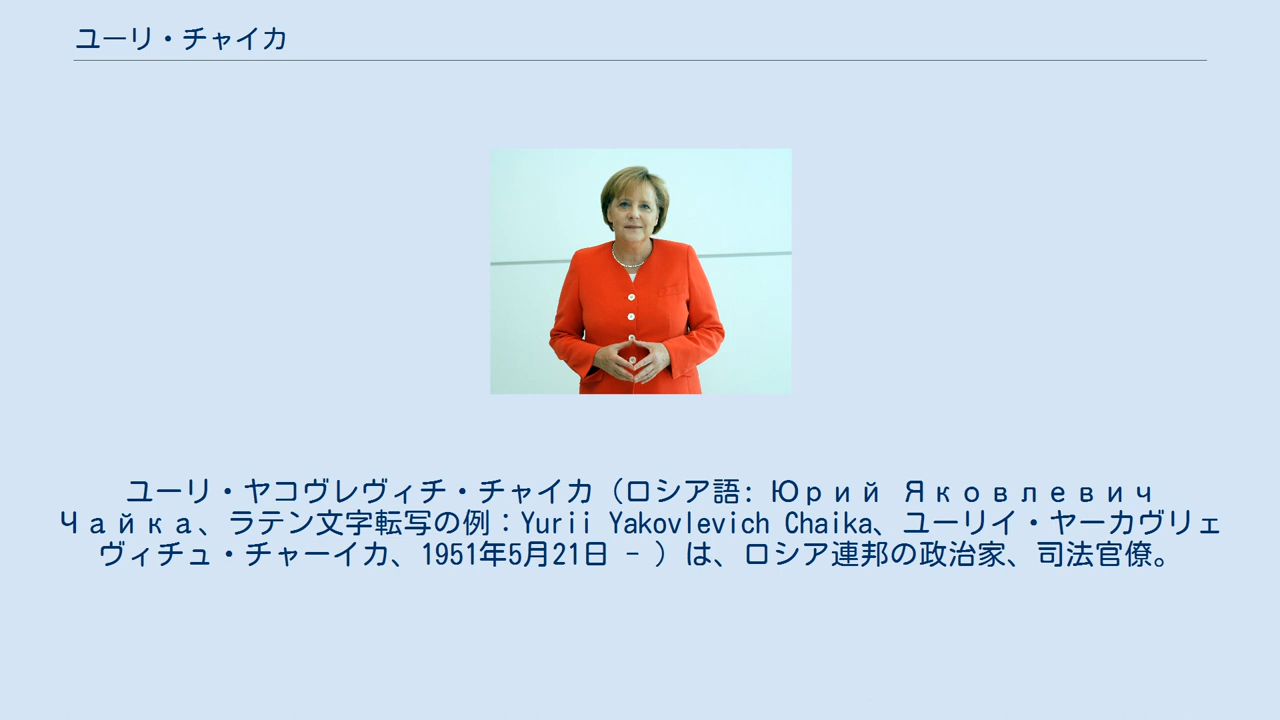 ユーリ・チャイカ
ユーリ・ヤコヴレヴィチ・チャイカ（ロシア語: Юрий Яковлевич
Чайка、ラテン文字転写の例：Yurii Yakovlevich Chaika、ユーリイ・ヤーカヴリェ
ヴィチュ・チャーイカ、1951年5月21日 - ）は、ロシア連邦の政治家、司法官僚。